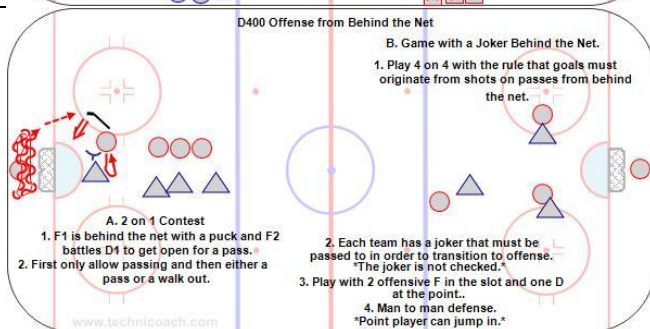 D400 Offense from Behind the Net
B. Game with a Joker Behind the Net.
1. Play 4 on 4 with the rule that goals must
originate from shots on passes from behind
the net.
A. 2 on 1 Contest
1. F1 is behind the net with a puck and F2
battles D1 to get open for a pass.
2. First only allow passing and then either a
pass or a walk out.
2. Each team has a joker that must be
passed to in order to transition to offense.
*The joker is not checked.*
3. Play with 2 offensive F in the slot and one D
at the point..
4. Man to man defense.
*Point player can jump in.*
www.technicoach.com